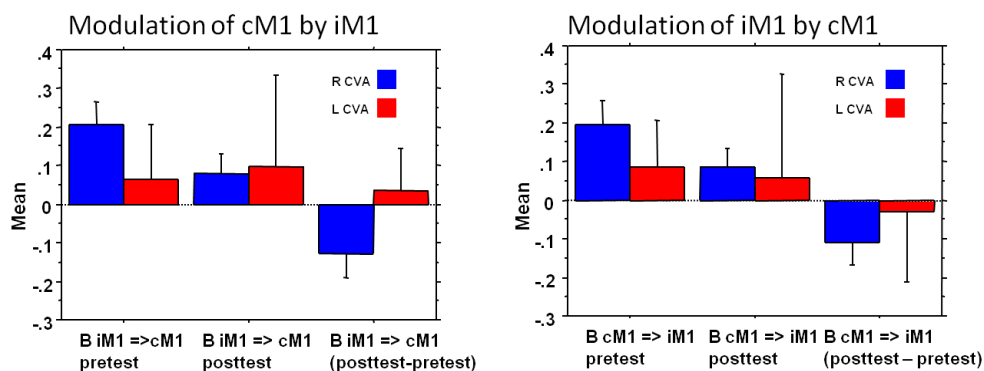 Modulation of cM1 by iM1
.4
.3
.2
.1
0
-.1
-.2
-.3
Mean
R CVA
L CVA
B iM1 =>cM1
pretest
B iM1 => cM1
posttest
B iM1 => cM1
(posttest-pretest)
Modulation of iM1 by cM1
.4
.3
.2
.1
0
-.1
-.2
-.3
Mean
R CVA
L CVA
B cM1 => iM1
pretest
B cM1 => iM1
posttest
B cM1 => iM1
(posttest – pretest)